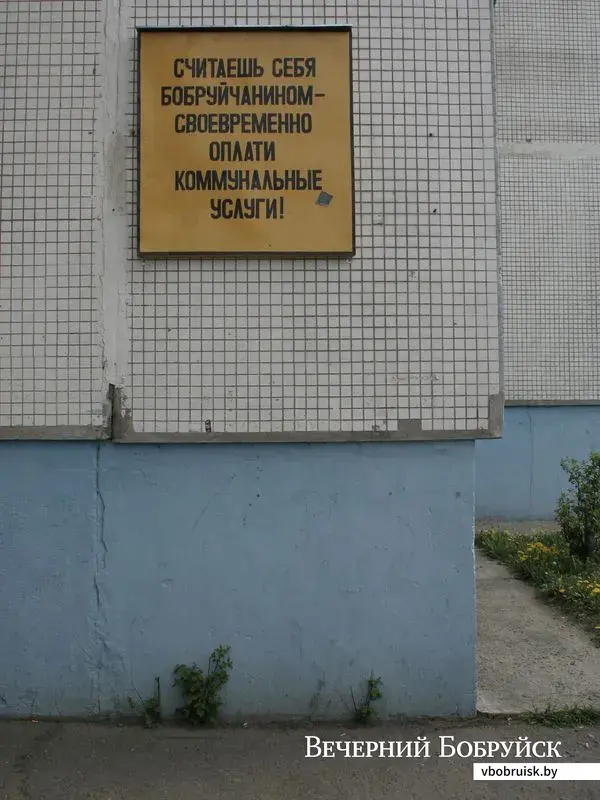 СЧИТАЕШЬ СЕБЯ
БОБРУЙЧАНИНОМ-
СВОЕВРЕМЕННО
ОПЛАТИ
КОММУНАЛЬНЫЕ
УСЛУГИ!
ВЕЧЕРНИЙ БОБРУЙСК
vbobruisk.by